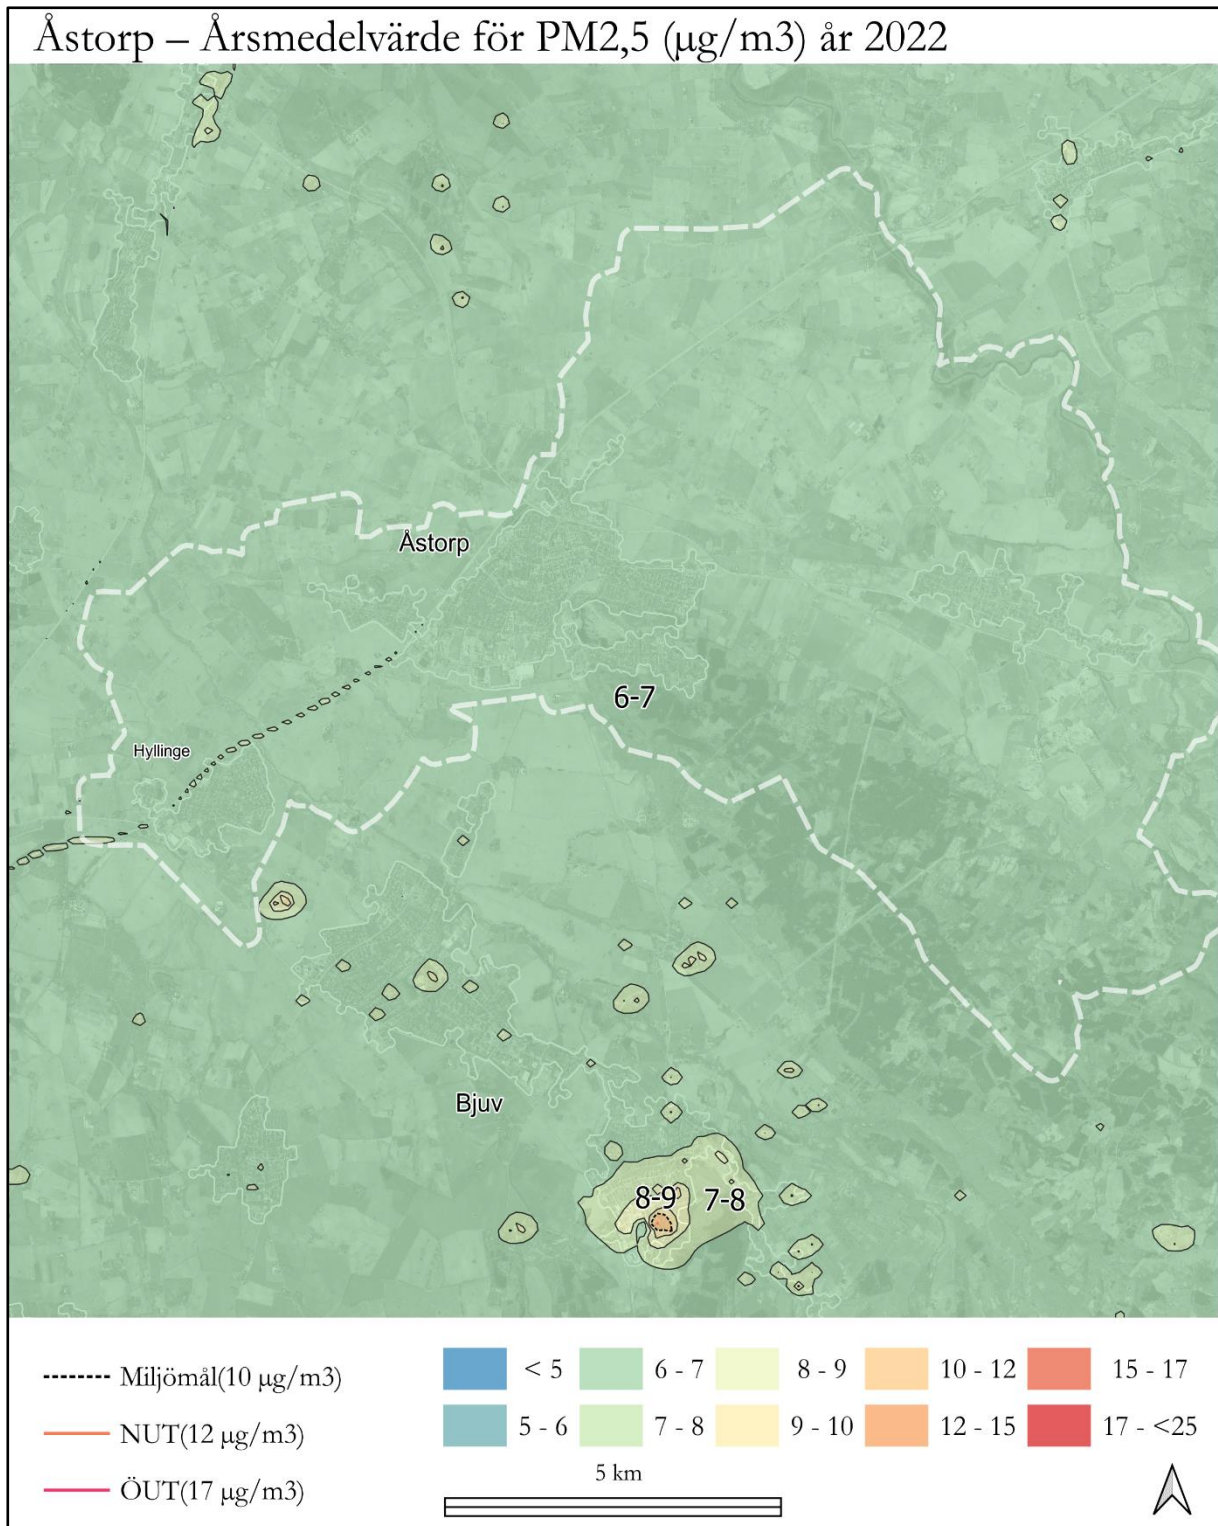 Åstorp – Årsmedelvärde för PM2,5 (µg/m3) år 2022
Åstorp
6-7
Hyllinge
Bjuv
8-9 7-8
Miljömål(10 µg/m3)
NUT(12 µg/m3)
ÖUT(17 µg/m3)
< 5 6 - 7 8 - 9 10 - 12 15 - 17
5 - 6 7 - 8 9 - 10 12 - 15 17 - <25
5 km